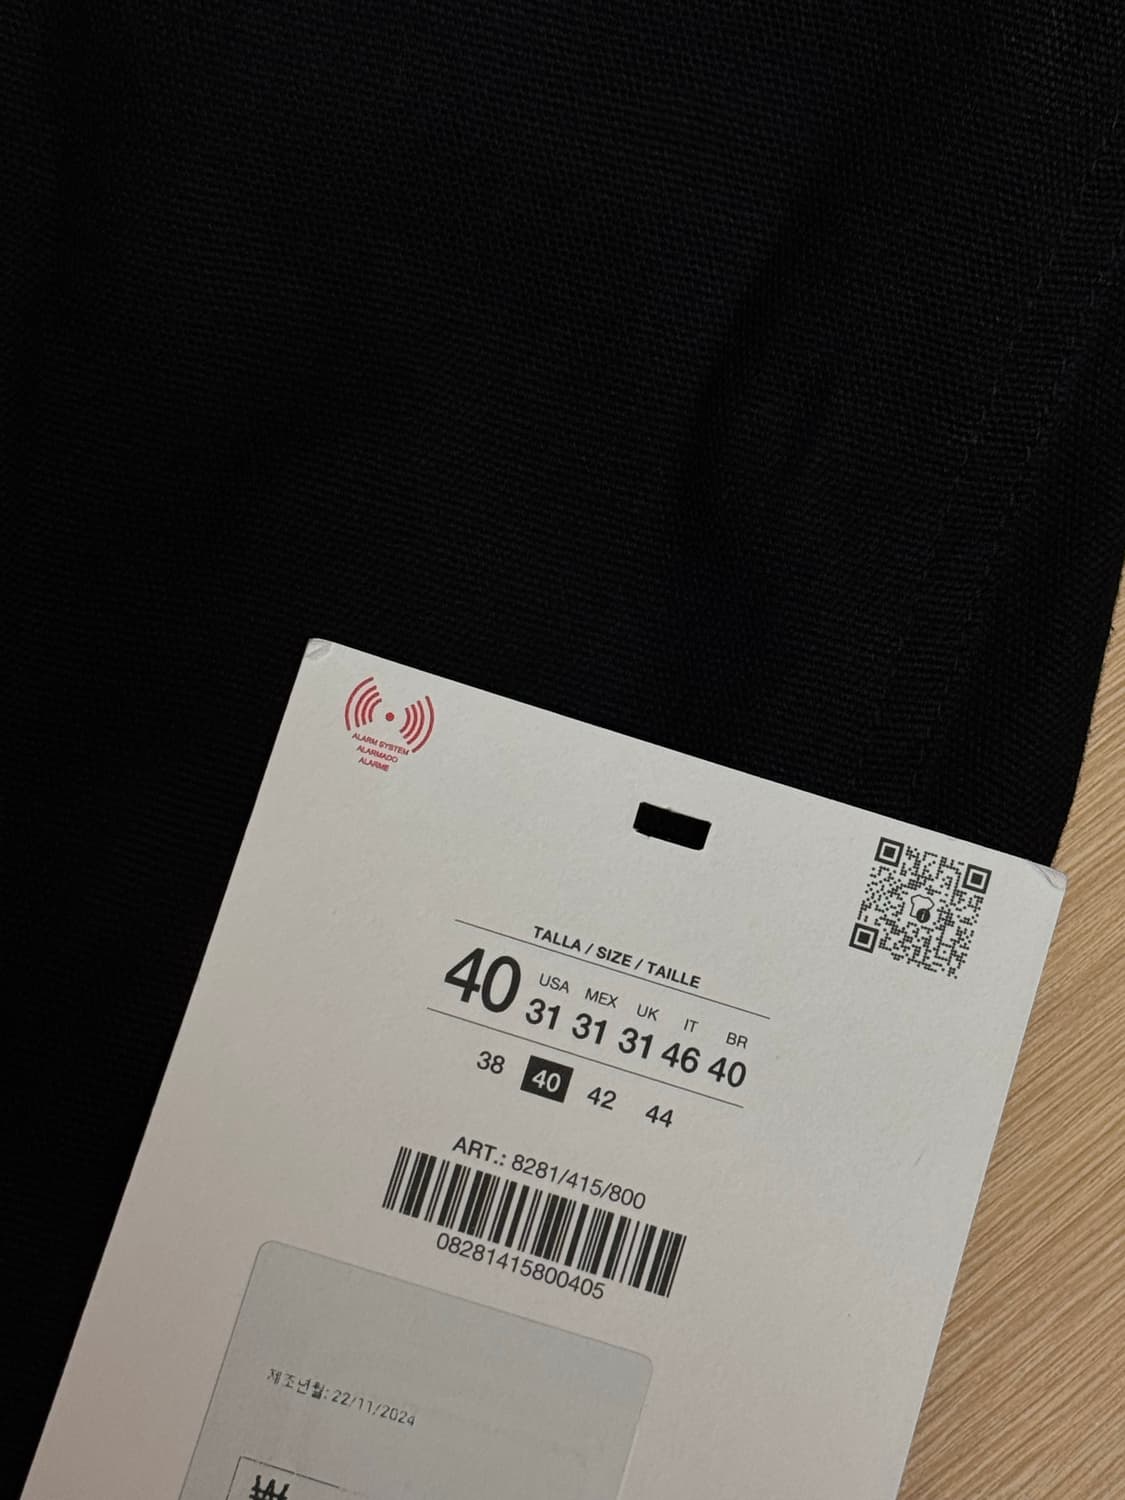 ALARM SYSTEM
ALARMADO
ALARME
TALLA / SIZE / TAILLE
40 USA 31 MEX 31 UK 31 IT 46 BR 40
38 40 42 44
ART.: 8281/415/800
08281415800405
제조년월: 22/11/2024
₩